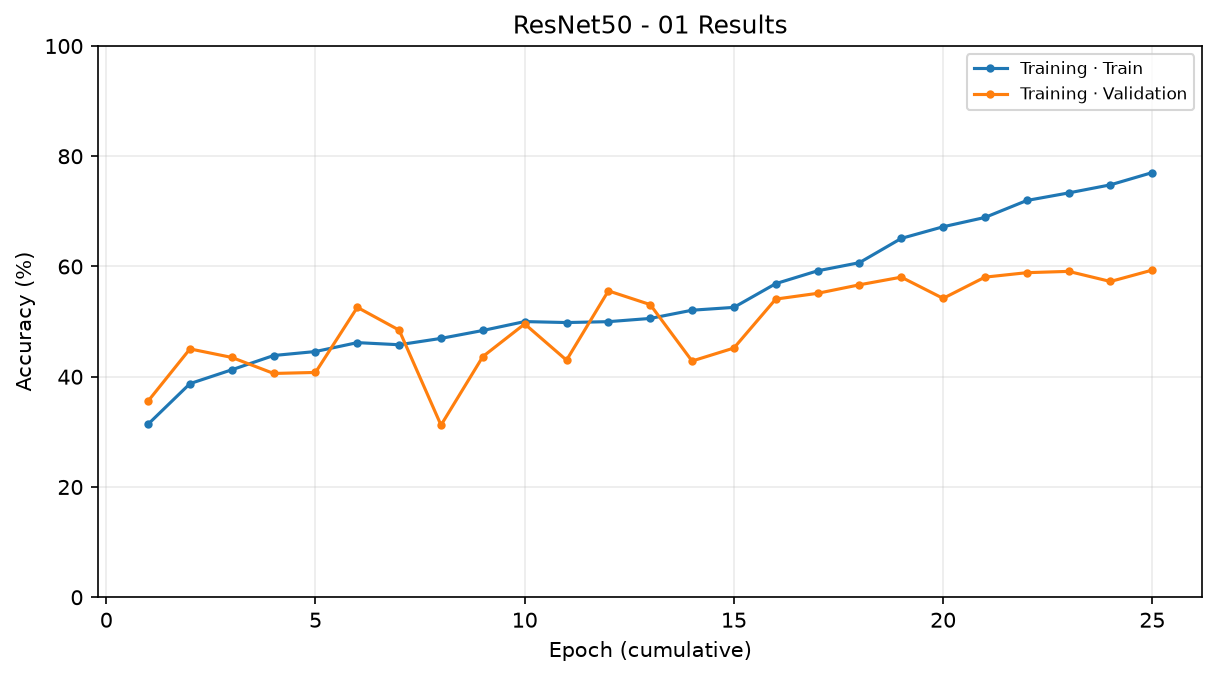 ResNet50 - 01 Results
100
80
60
40
20
0
Accuracy (%)
Training · Train
Training · Validation
0 5 10 15 20 25
Epoch (cumulative)